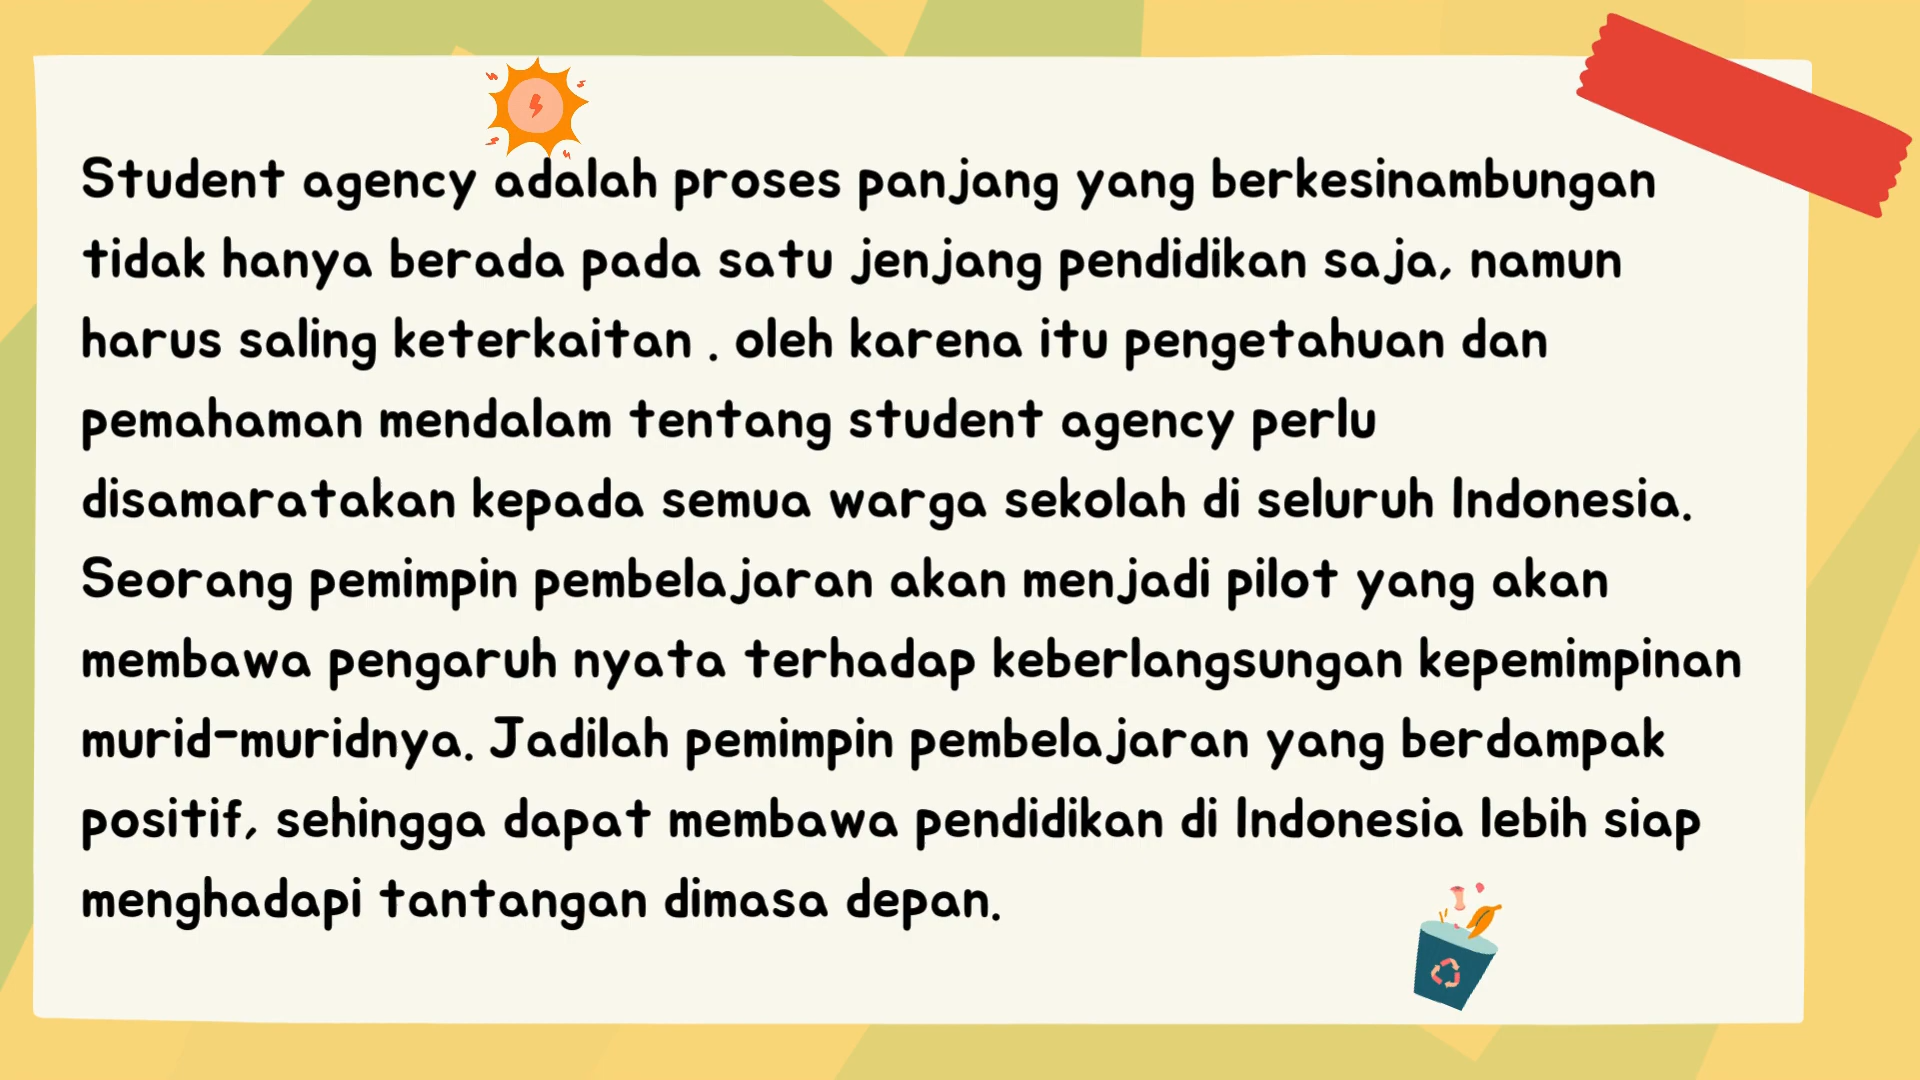 Student agency adalah proses panjang yang berkesinambungan
tidak hanya berada pada satu jenjang pendidikan saja, namun
harus saling keterkaitan . oleh karena itu pengetahuan dan
pemahaman mendalam tentang student agency perlu
disamaratakan kepada semua warga sekolah di seluruh Indonesia.
Seorang pemimpin pembelajaran akan menjadi pilot yang akan
membawa pengaruh nyata terhadap keberlangsungan kepemimpinan
murid-muridnya. Jadilah pemimpin pembelajaran yang berdampak
positif, sehingga dapat membawa pendidikan di Indonesia lebih siap
menghadapi tantangan dimasa depan.